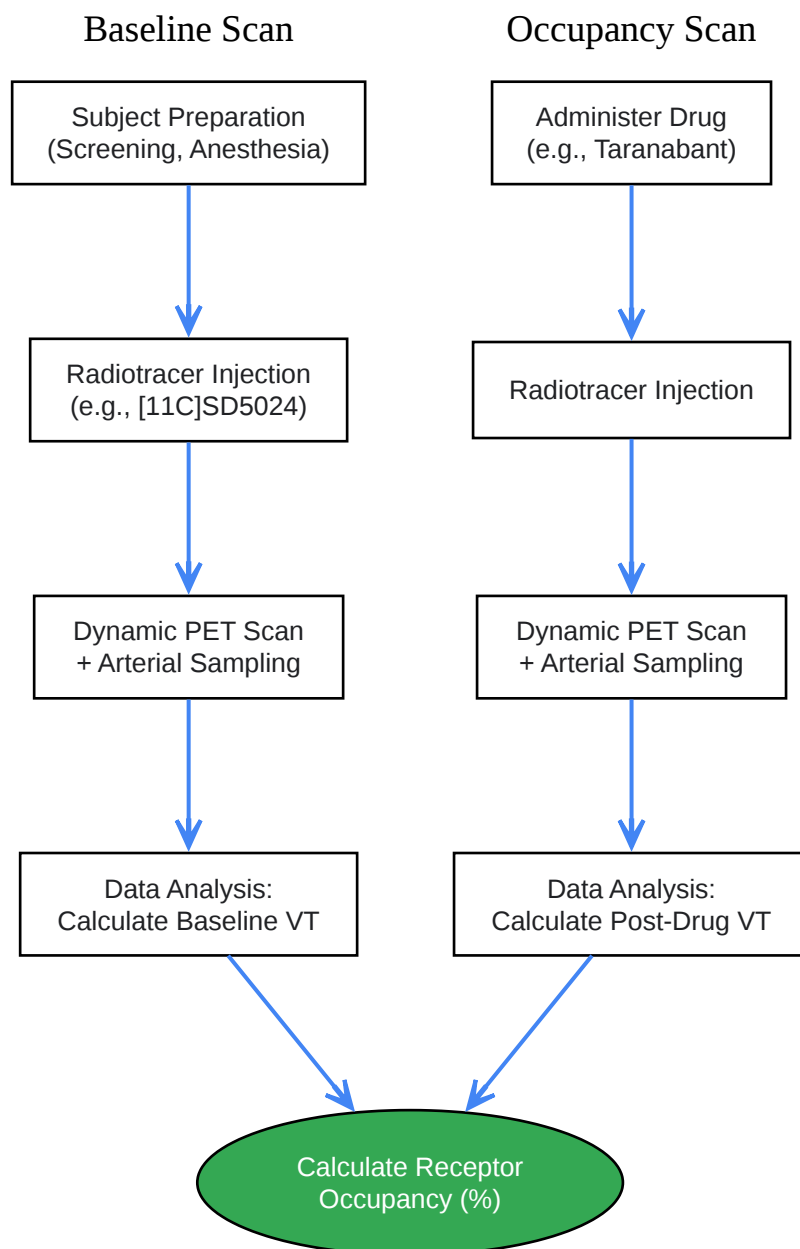 Baseline Scan
Occupancy Scan
Subject Preparation
(Screening, Anesthesia)
Administer Drug
(e.g., Taranabant)
Radiotracer Injection
(e.g., [11C]SD5024)
Radiotracer Injection
Dynamic PET Scan
+ Arterial Sampling
Dynamic PET Scan
+ Arterial Sampling
Data Analysis:
Calculate Baseline VT
Data Analysis:
Calculate Post-Drug VT
Calculate Receptor
Occupancy (%)